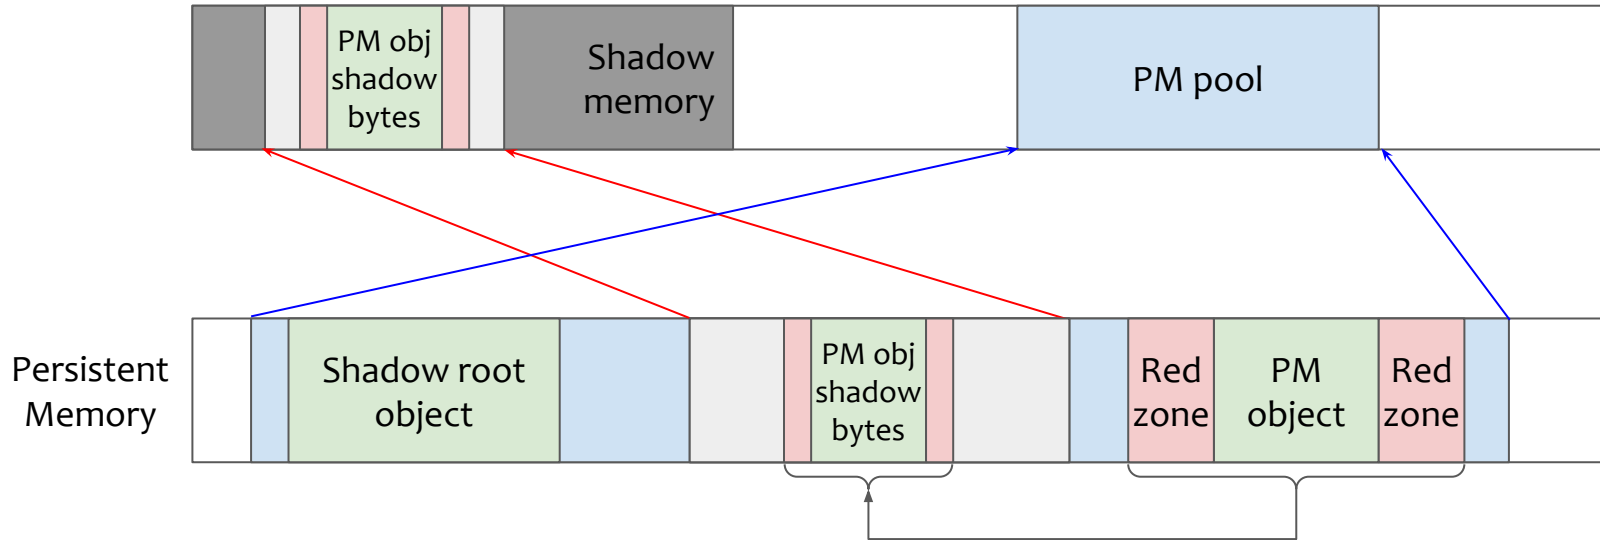 PM obj
shadow
bytes
Shadow
memory
PM pool
Persistent
Memory
Shadow root
object
PM obj
shadow
bytes
Red
zone
PM
object
Red
zone